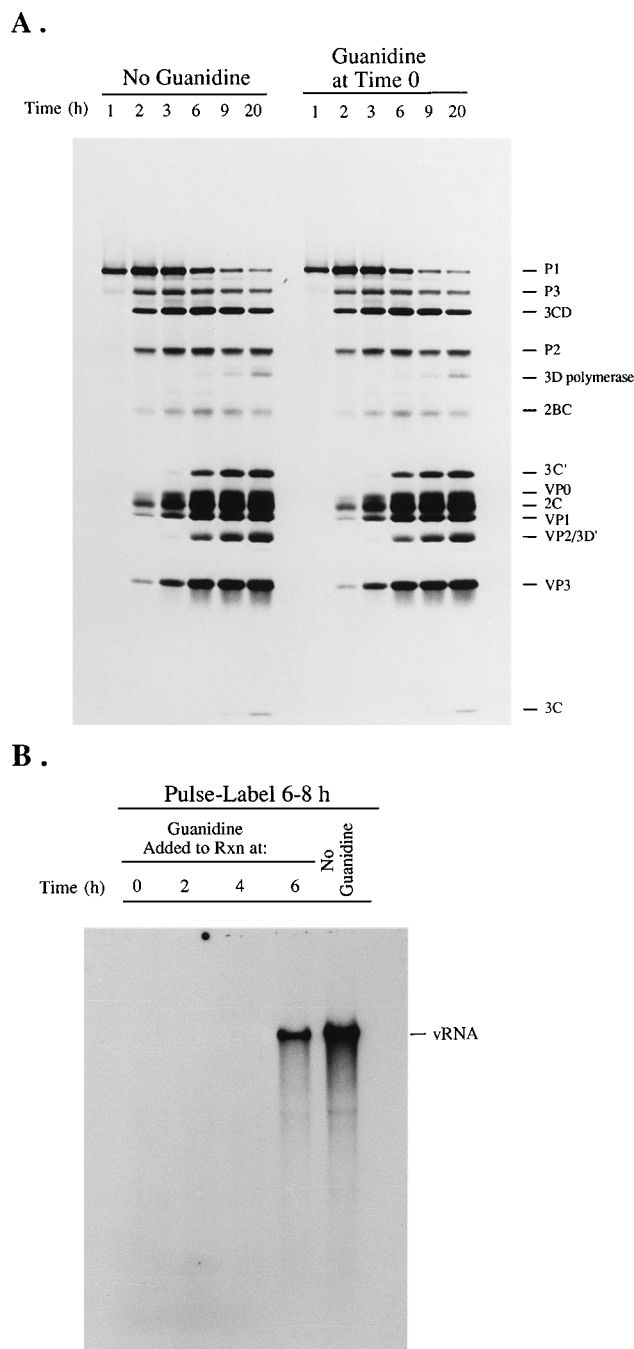 A .
No Guanidine
Guanidine
at Time 0
Time (h) 1 2 3 6 9 20 1 2 3 6 9 20
P1
P3
3CD
P2
3D polymerase
2BC
3C'
VP0
2C
VP1
VP2/3D'
VP3
3C
B .
Pulse-Label 6-8 h
Guanidine
Added to Rxn at:
No
Guanidine
Time (h) 0 2 4 6
vRNA